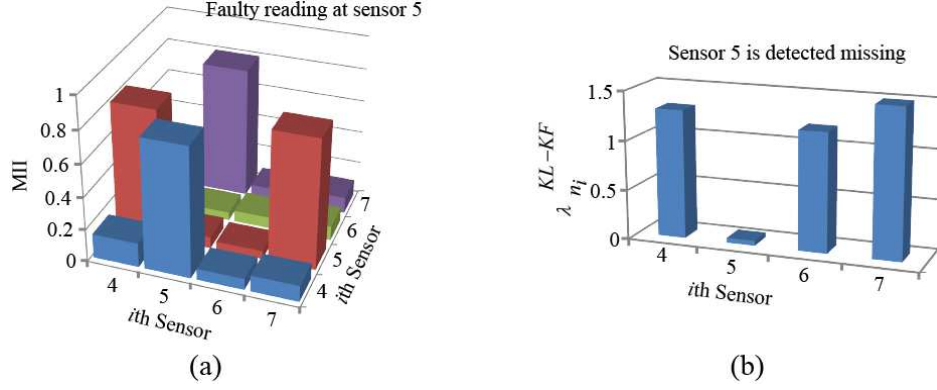 Faulty reading at sensor 5
1
0.8
0.6
0.4
0.2
0
MII
4
5
6
7
ith Sensor
4
5
6
7
ith Sensor
(a)
Sensor 5 is detected missing
1.5
1
0.5
0
λ n_i^{KL-KF}
4
5
6
7
ith Sensor
(b)